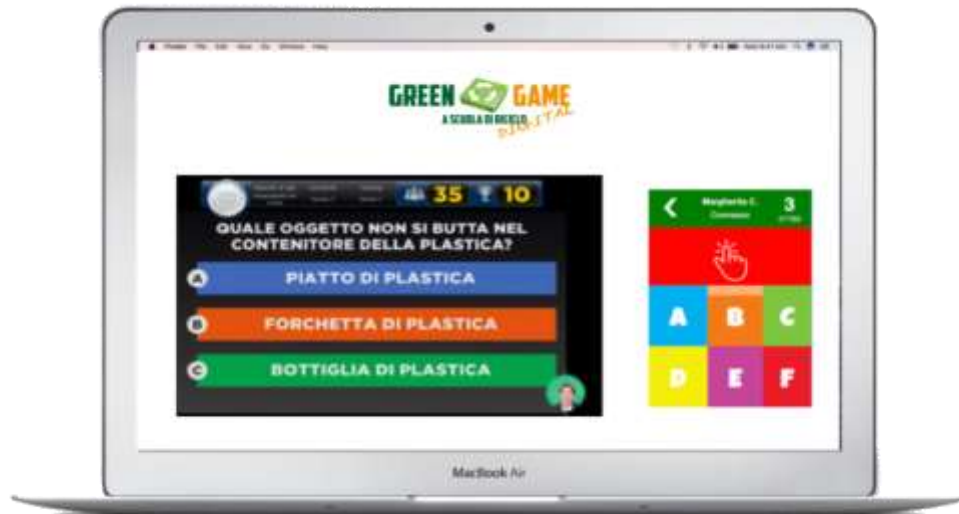 GREEN GAME
A SCUOLA DI RICICLO
DIGITAL
35 10
QUALE OGGETTO NON SI BUTTA NEL
CONTENITORE DELLA PLASTICA?
A PIATTO DI PLASTICA
B FORCHETTA DI PLASTICA
C BOTTIGLIA DI PLASTICA
Margherita C.
3
A B C
D E F
MacBook Air